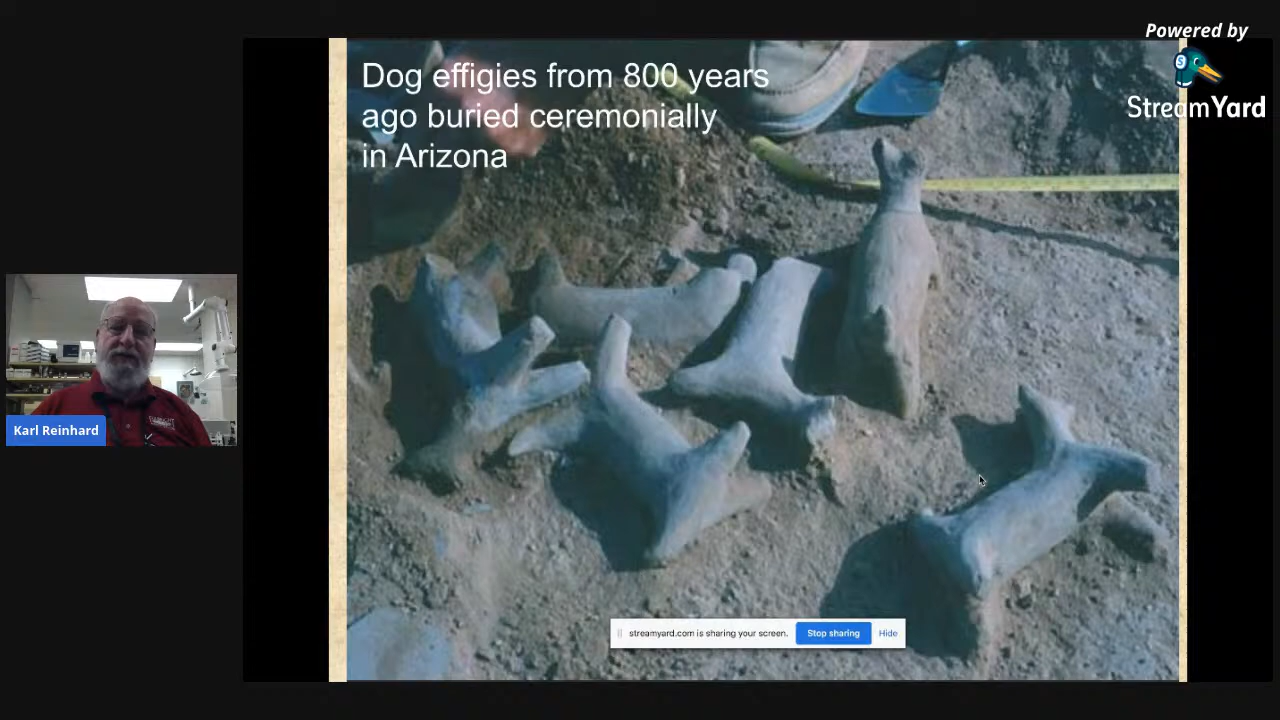 Powered by
StreamYard
Dog effigies from 800 years
ago buried ceremonially
in Arizona
Karl Reinhard
streamyard.com is sharing your screen. Stop sharing Hide